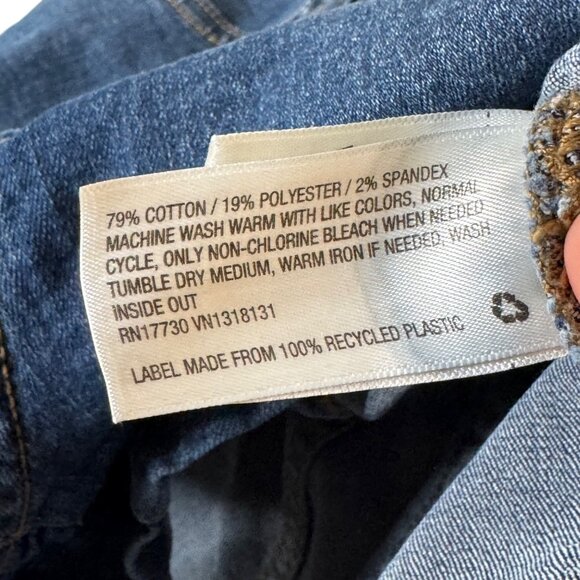 79% COTTON / 19% POLYESTER / 2% SPANDEX
MACHINE WASH WARM WITH LIKE COLORS, NORMAL
CYCLE, ONLY NON-CHLORINE BLEACH WHEN NEEDED
TUMBLE DRY MEDIUM, WARM IRON IF NEEDED, WASH
INSIDE OUT
RN17730 VN1318131
LABEL MADE FROM 100% RECYCLED PLASTIC